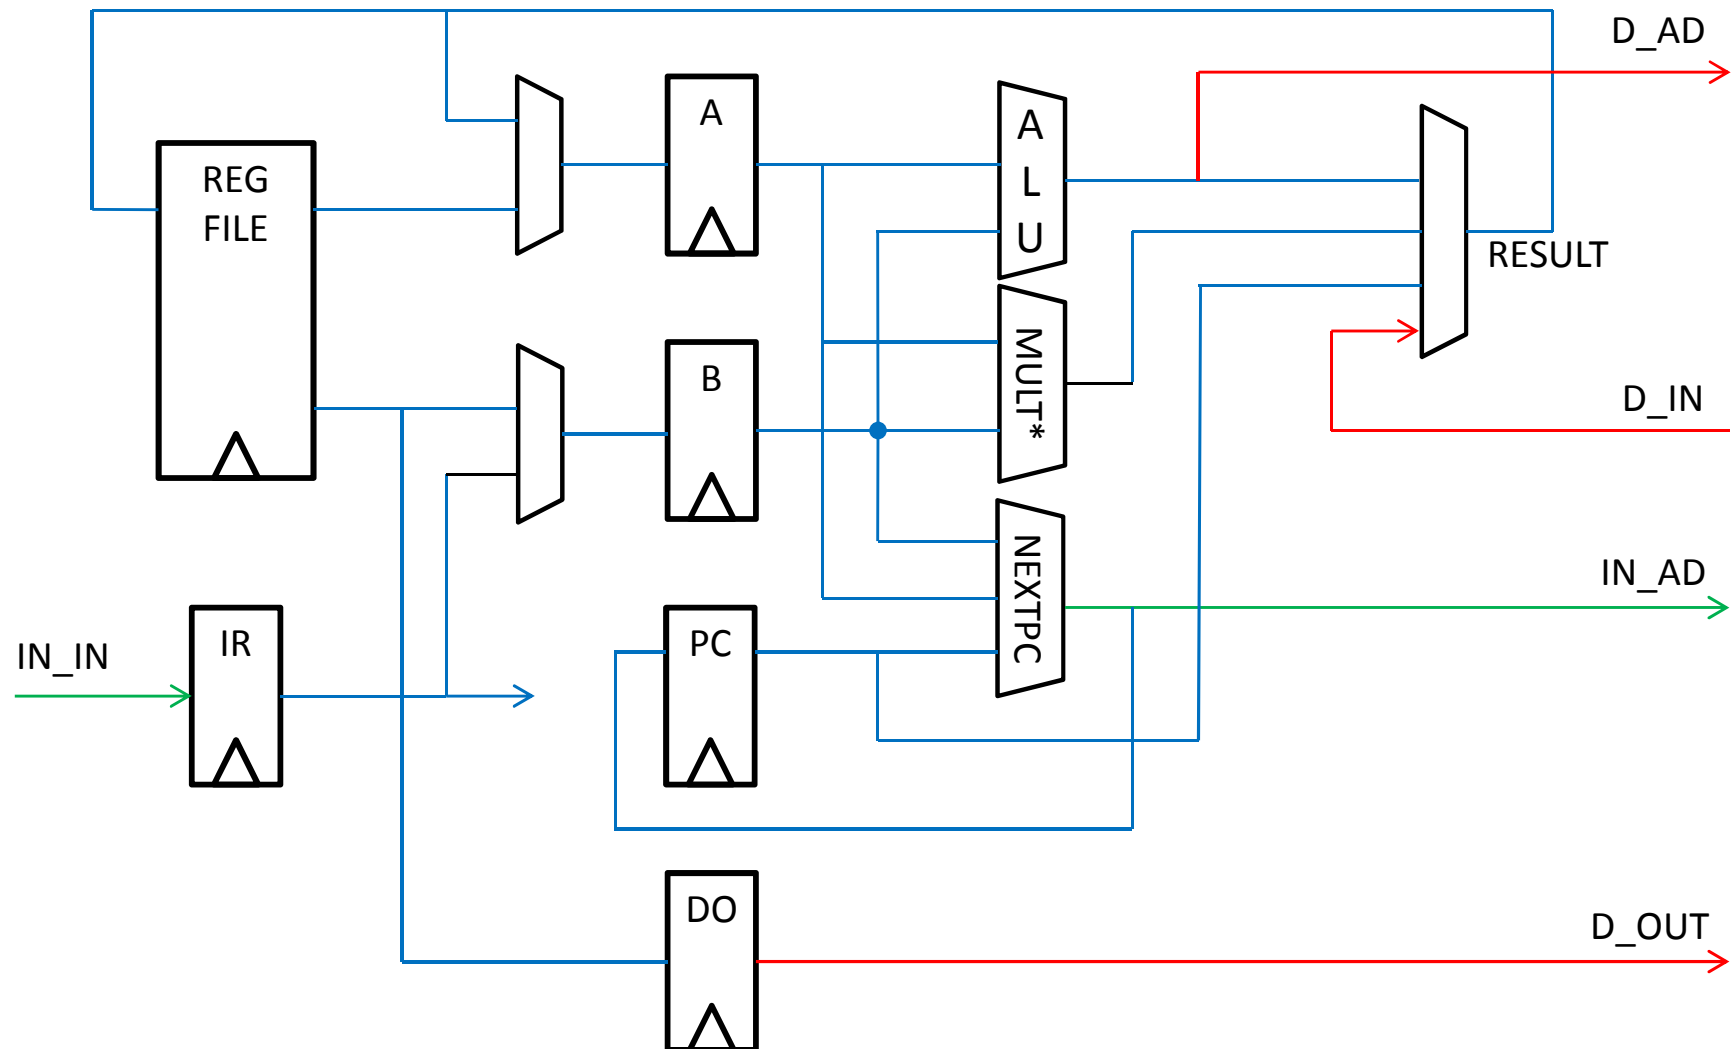 D_AD
A
A
L
U
REG
FILE
RESULT
MULT*
B
D_IN
NEXTPC
IN_AD
IR
PC
IN_IN
DO
D_OUT